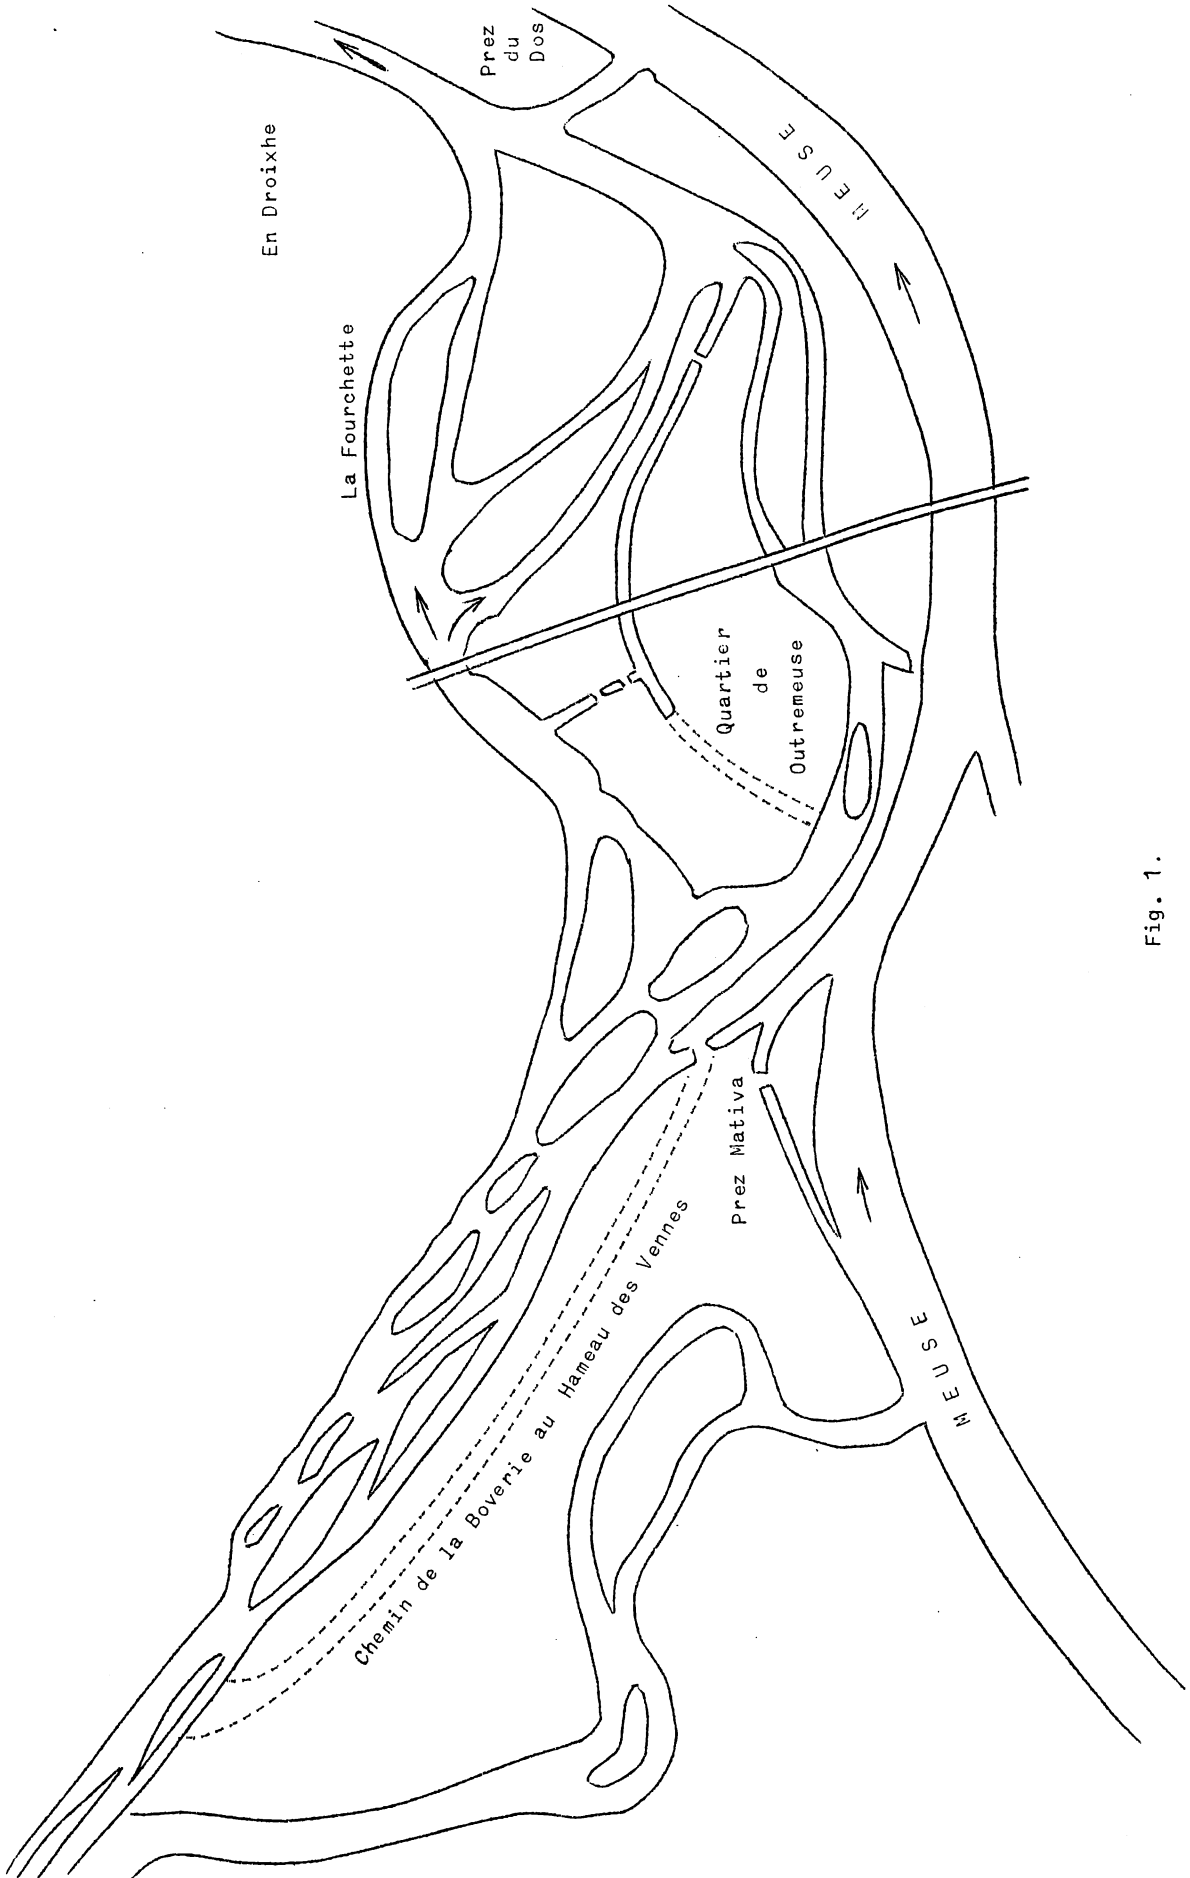 Prez
du
Dos
En Droixhe
La Fourchette
MEUSE
Quartier
de
Outremeuse
Prez Mativa
Chemin de la Boverie au Hameau des Vennes
MEUSE
Fig. 1.